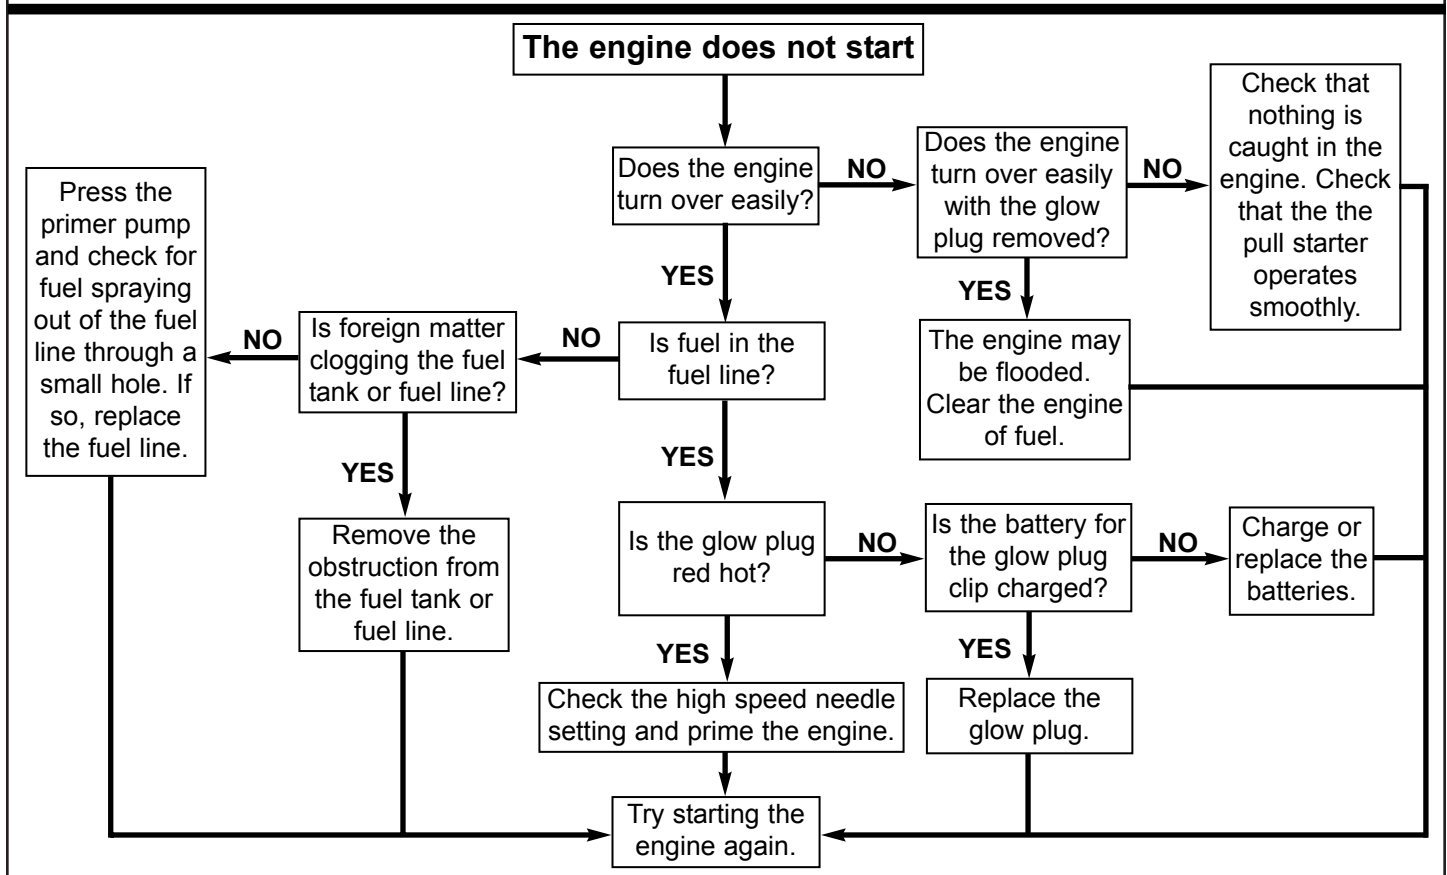 The engine does not start
Does the engine
turn over easily?
NO
Does the engine
turn over easily
with the glow
plug removed?
NO
Check that
nothing is
caught in the
engine. Check
that the the
pull starter
operates
smoothly.
YES
The engine may
be flooded.
Clear the engine
of fuel.
YES
Is fuel in the
fuel line?
NO
Is foreign matter
clogging the fuel
tank or fuel line?
NO
Press the
primer pump
and check for
fuel spraying
out of the fuel
line through a
small hole. If
so, replace
the fuel line.
YES
Remove the
obstruction from
the fuel tank or
fuel line.
YES
Is the glow plug
red hot?
NO
Is the battery for
the glow plug
clip charged?
NO
Charge or
replace the
batteries.
YES
Replace the
glow plug.
YES
Check the high speed needle
setting and prime the engine.
Try starting the
engine again.